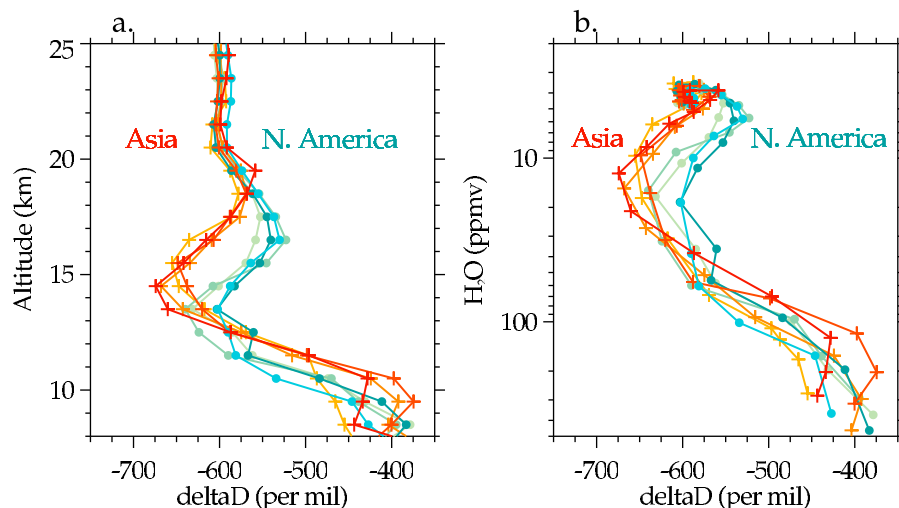 a.
25
20
15
10
Altitude (km)
Asia
N. America
-700
-600
-500
-400
deltaD (per mil)
b.
10
100
H2O (ppmv)
Asia
N. America
-700
-600
-500
-400
deltaD (per mil)